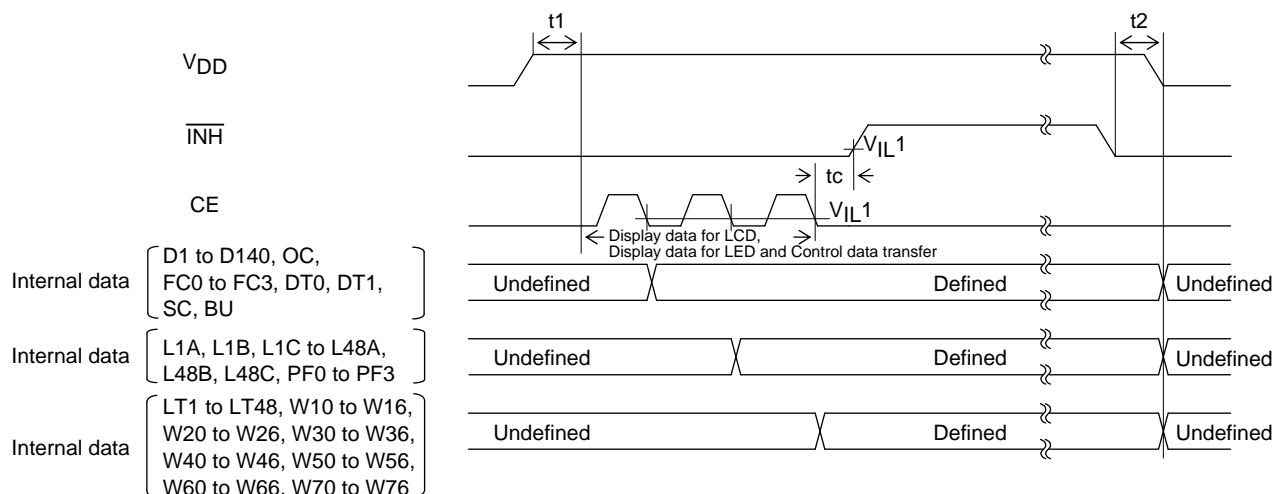 t1
t2
VDD
INH
VIL1
tc
CE
VIL1
Display data for LCD,
Display data for LED and Control data transfer
Internal data
D1 to D140, OC,
FC0 to FC3, DT0, DT1,
SC, BU
Undefined
Defined
Undefined
Internal data
L1A, L1B, L1C to L48A,
L48B, L48C, PF0 to PF3
Undefined
Defined
Undefined
Internal data
LT1 to LT48, W10 to W16,
W20 to W26, W30 to W36,
W40 to W46, W50 to W56,
W60 to W66, W70 to W76
Undefined
Defined
Undefined